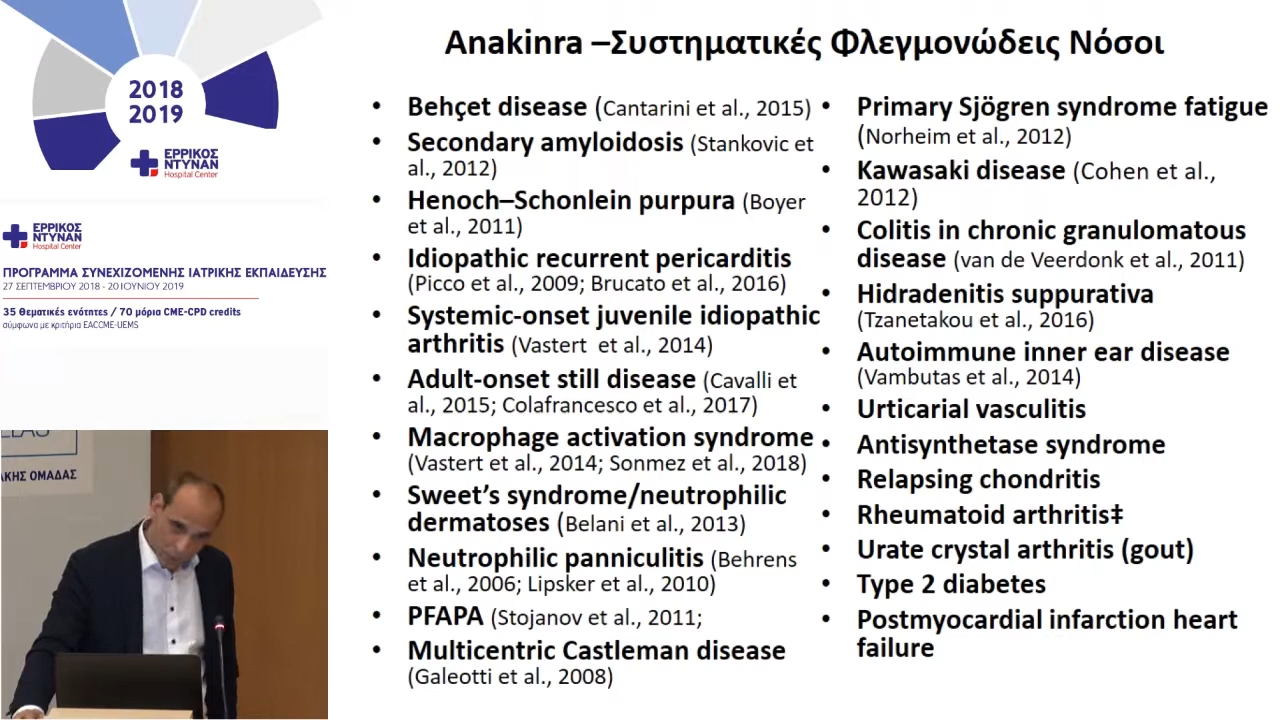 2018
2019
ΕΡΡΙΚΟΣ
ΝΤΥΝΑΝ
Hospital Center
ΕΡΡΙΚΟΣ
ΝΤΥΝΑΝ
Hospital Center
ΠΡΟΓΡΑΜΜΑ ΣΥΝΕΧΙΖΟΜΕΝΗΣ ΙΑΤΡΙΚΗΣ ΕΚΠΑΙΔΕΥΣΗΣ
27 ΣΕΠΤΕΜΒΡΙΟΥ 2018 - 20 ΙΟΥΝΙΟΥ 2019
35 Θεματικές ενότητες / 70 μόρια CME-CPD credits
σύμφωνα με κριτήρια EACCME-UEMS
ΑΚΗΣ ΟΜΑΔΑΣ
Anakinra –Συστηματικές Φλεγμονώδεις Νόσοι
• Behçet disease (Cantarini et al., 2015)
• Secondary amyloidosis (Stankovic et
al., 2012)
• Henoch–Schonlein purpura (Boyer
et al., 2011)
• Idiopathic recurrent pericarditis
(Picco et al., 2009; Brucato et al., 2016)
• Systemic-onset juvenile idiopathic
arthritis (Vastert et al., 2014)
• Adult-onset still disease (Cavalli et
al., 2015; Colafrancesco et al., 2017)
• Macrophage activation syndrome
(Vastert et al., 2014; Sonmez et al., 2018)
• Sweet’s syndrome/neutrophilic
dermatoses (Belani et al., 2013)
• Neutrophilic panniculitis (Behrens
et al., 2006; Lipsker et al., 2010)
• PFAPA (Stojanov et al., 2011;
• Multicentric Castleman disease
(Galeotti et al., 2008)
• Primary Sjögren syndrome fatigue
(Norheim et al., 2012)
• Kawasaki disease (Cohen et al.,
2012)
• Colitis in chronic granulomatous
disease (van de Veerdonk et al., 2011)
• Hidradenitis suppurativa
(Tzanetakou et al., 2016)
• Autoimmune inner ear disease
(Vambutas et al., 2014)
• Urticarial vasculitis
• Antisynthetase syndrome
• Relapsing chondritis
• Rheumatoid arthritis‡
• Urate crystal arthritis (gout)
• Type 2 diabetes
• Postmyocardial infarction heart
failure